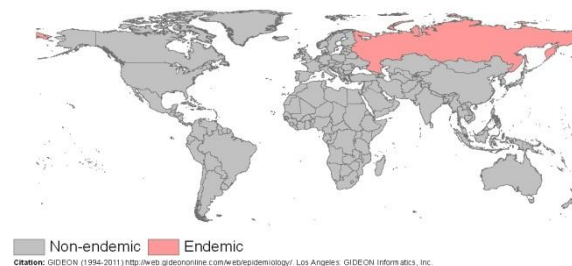 Non-endemic Endemic
Citation: GIDEON (1994-2011) http://web.gideononline.com/web/epidemiology/. Los Angeles: GIDEON Informatics, Inc.